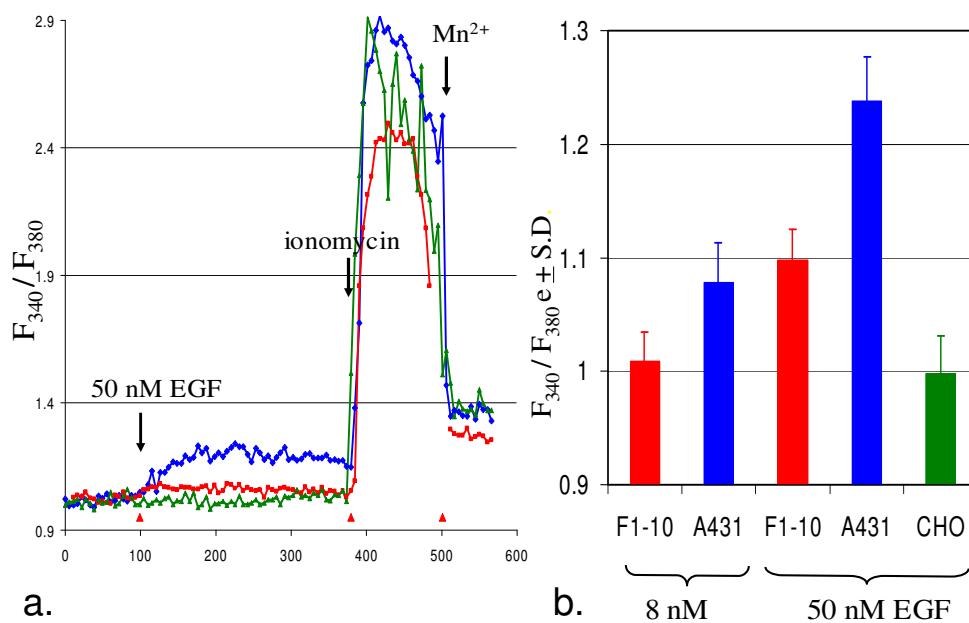 2.9
2.4
1.9
1.4
0.9
F340 / F380
0 100 200 300 400 500 600
50 nM EGF
ionomycin
Mn2+
a.
1.3
1.2
1.1
1
0.9
F340 / F380 e ± S.D.
F1-10 A431 F1-10 A431 CHO
8 nM 50 nM EGF
b.